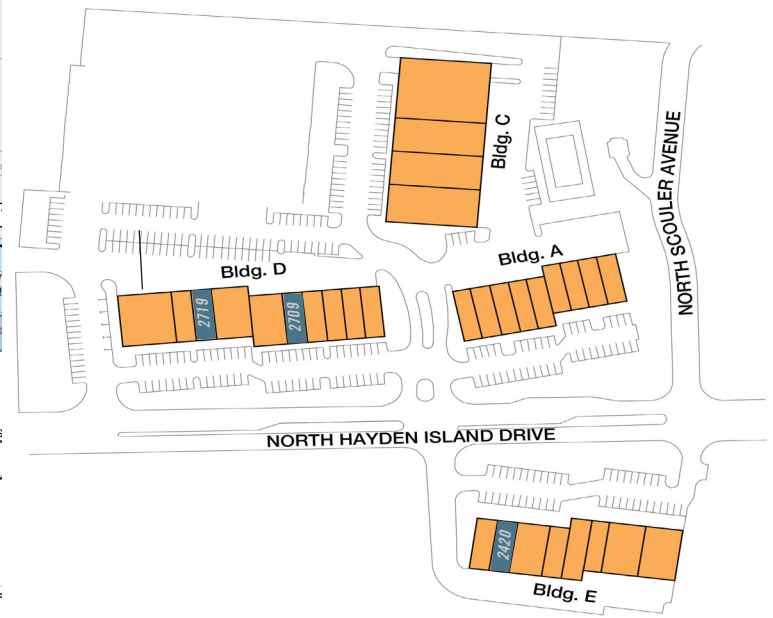 Bldg. C
NORTH SCOULER AVENUE
Bldg. A
Bldg. D
2719
2709
NORTH HAYDEN ISLAND DRIVE
2420
Bldg. E